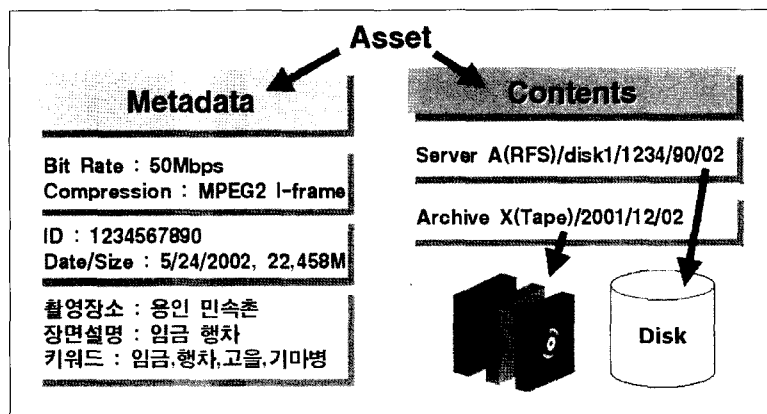 Asset
Metadata
Bit Rate : 50Mbps
Compression : MPEG2 I-frame
ID : 1234567890
Date/Size : 5/24/2002, 22,458M
촬영장소 : 용인 민속촌
장면설명 : 임금 행차
키워드 : 임금,행차,고을,기마병
Contents
Server A(RFS)/disk1/1234/90/02
Archive X(Tape)/2001/12/02
Disk